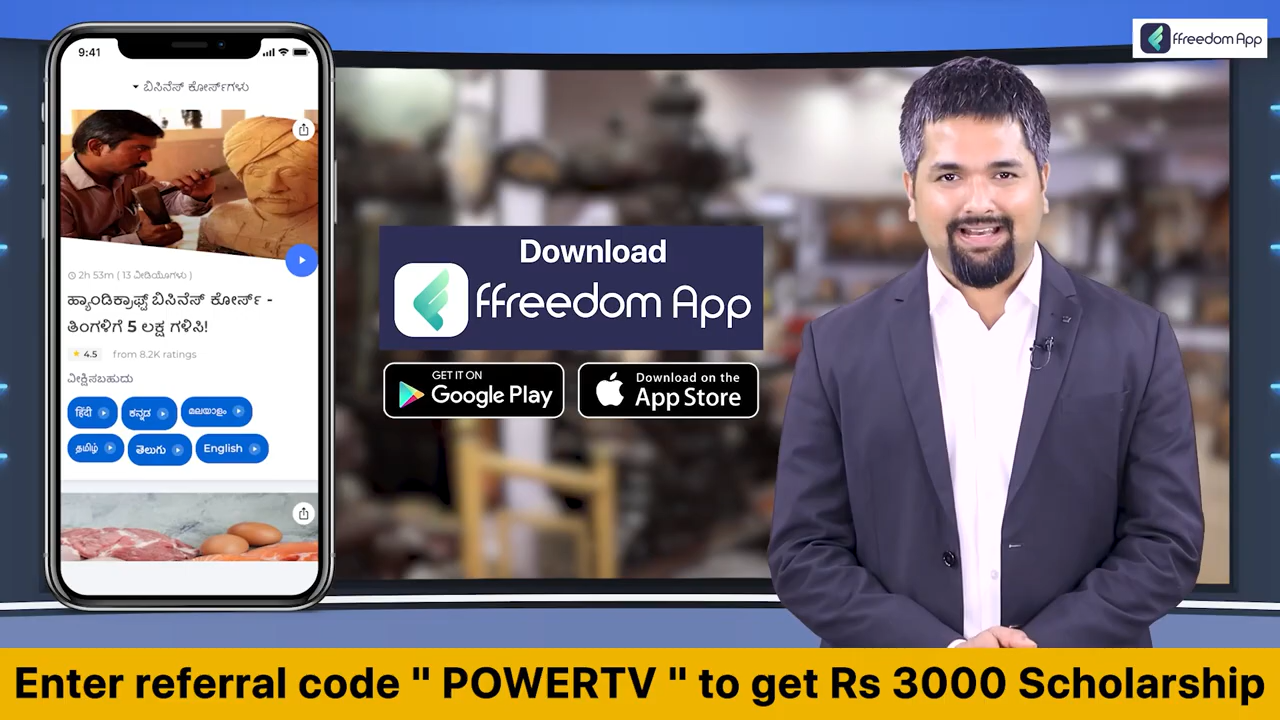 ffreedom App
9:41
ಬಿಸಿನೆಸ್ ಕೋರ್ಸ್‌ಗಳು
2h 53m ( 13 ವೀಡಿಯೊಗಳು )
ಹ್ಯಾಂಡಿಕ್ರಾಫ್ಟ್ ಬಿಸಿನೆಸ್ ಕೋರ್ಸ್ -
ತಿಂಗಳಿಗೆ 5 ಲಕ್ಷ ಗಳಿಸಿ!
4.5 from 8.2K ratings
ವೀಕ್ಷಿಸಬಹುದು
हिंदी ಕನ್ನಡ മലയാളം
தமிழ் తెలుగు English
Download
ffreedom App
GET IT ON
Google Play
Download on the
App Store
Enter referral code " POWERTV " to get Rs 3000 Scholarship